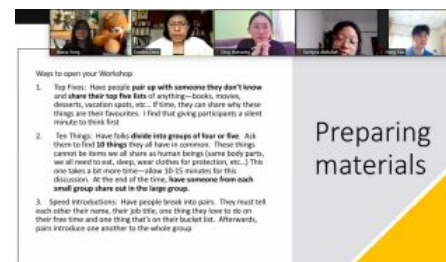 Ways to open your Workshop
1. Top Fives: Have people pair up with someone they don't know
and share their top five lists of anything—books, movies,
desserts, vacation spots, etc... If time, they can share why these
things are their favourites. I find that giving participants a silent
minute to think first
2. Ten Things: Have folks divide into groups of four or five. Ask
them to find 10 things they all have in common. These things
cannot be items we all share as human beings (same body parts,
we all need to eat, sleep, wear clothes for protection, etc...) This
one takes a bit more time—allow 10-15 minutes for this
discussion. At the end of the time, have someone from each
small group share out in the large group.
3. Speed Introductions: Have people break into pairs. They must tell
each other their name, their job title, one thing they love to do on
their free time and one thing that's on their bucket list. Afterwards,
pairs introduce one another to the whole group
Preparing
materials